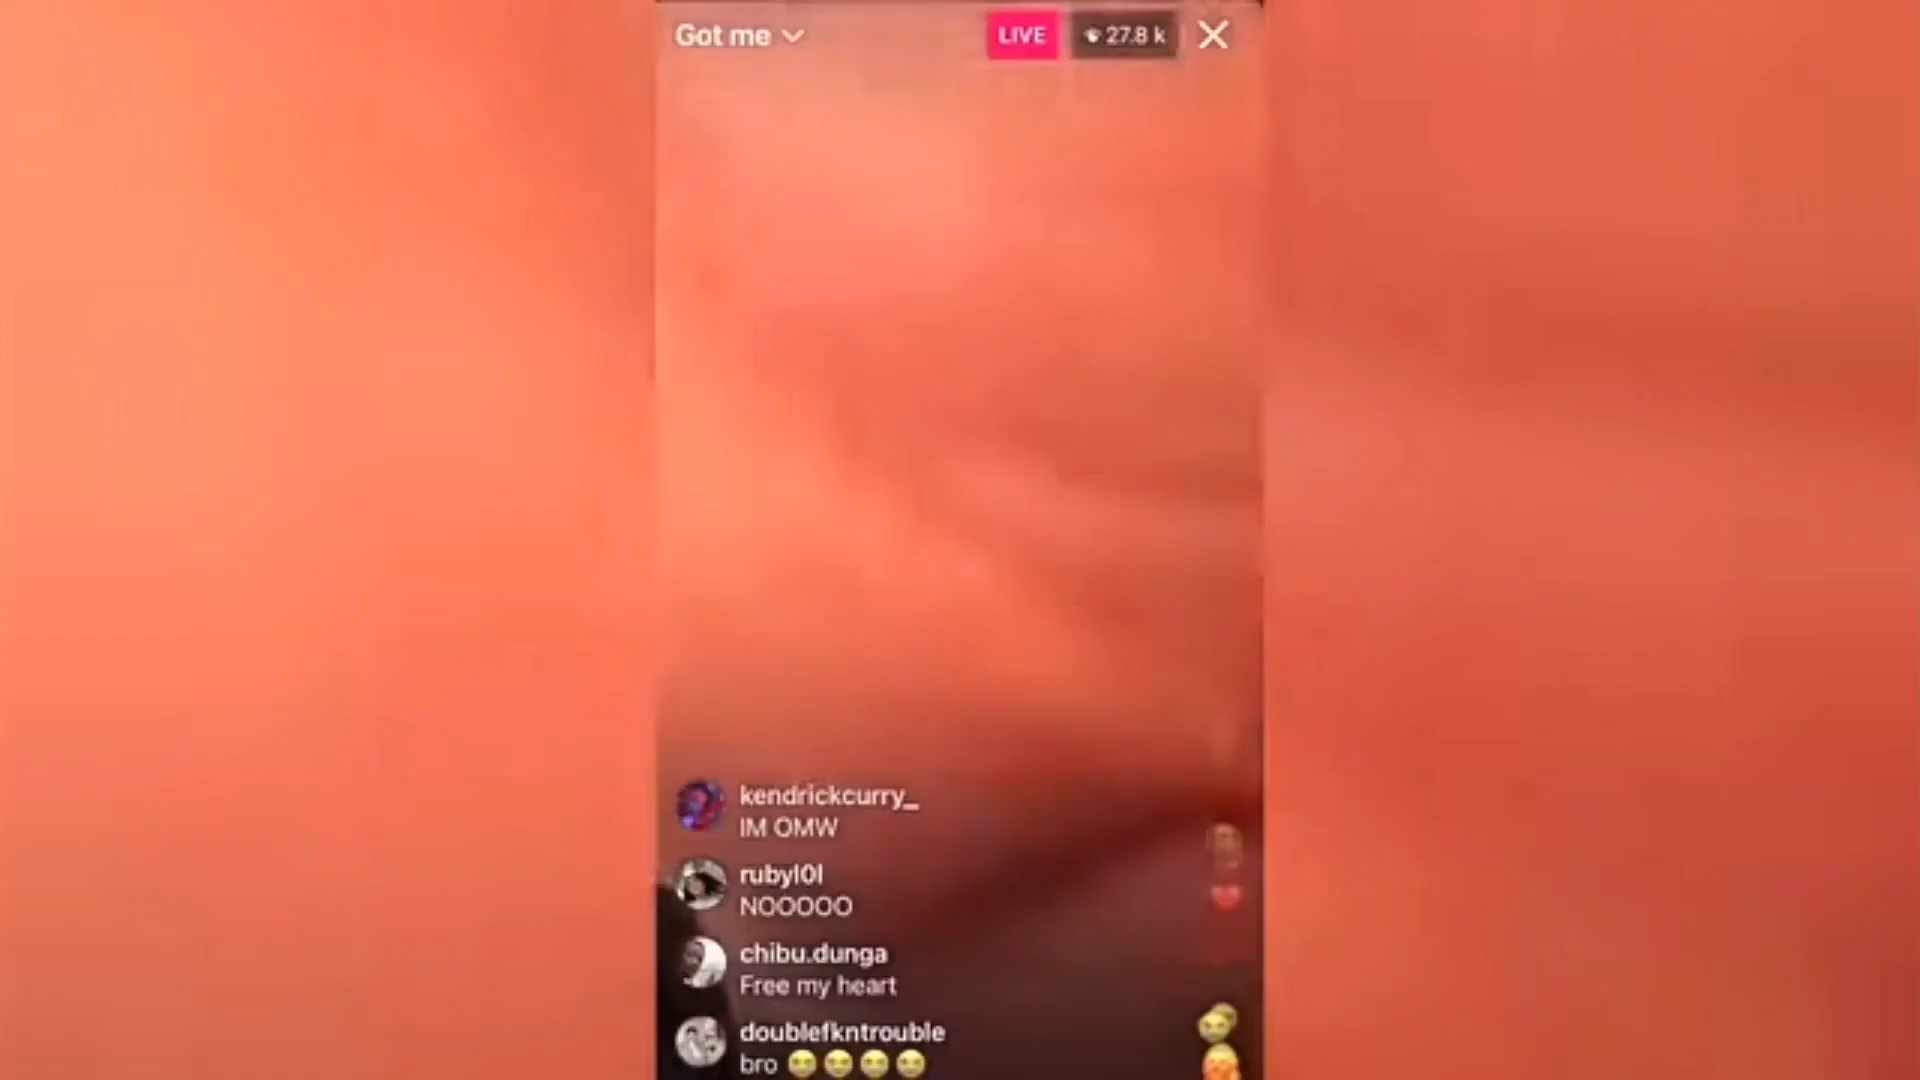 Got me
LIVE
27.8 k
kendrickcurry_
IM OMW
rubyl0l
NOOOOO
chibu.dunga
Free my heart
doublefkntrouble
bro 😂😂😂😂